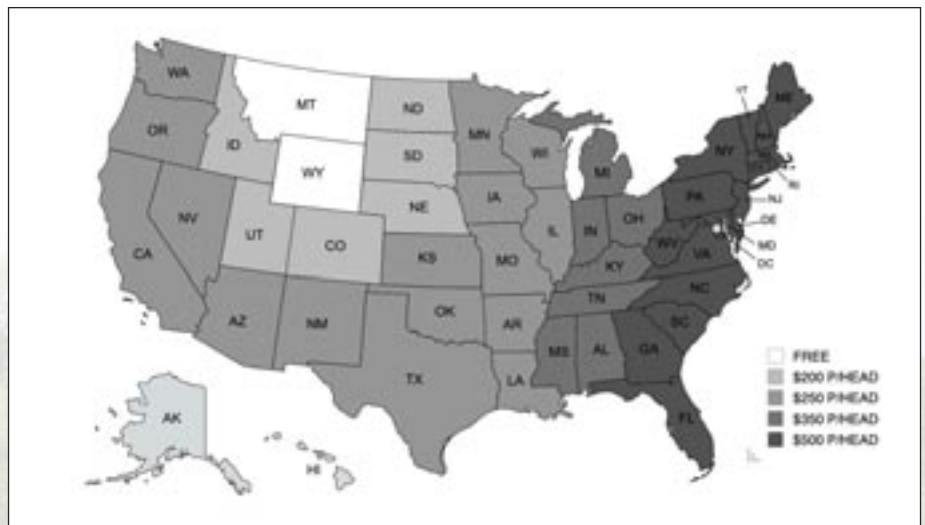 WA
MT
ND
ME
VT
OR
MN
ID
SD
WI
NY
WY
MI
RI
IA
PA
NJ
NE
NV
OH
DE
UT
IL
IN
CO
WV
MD
CA
KS
MO
VA
DC
KY
NC
TN
OK
AZ
NM
AR
SC
MS
AL
GA
TX
LA
FL
AK
HI
FREE
$200 P/HEAD
$250 P/HEAD
$350 P/HEAD
$500 P/HEAD